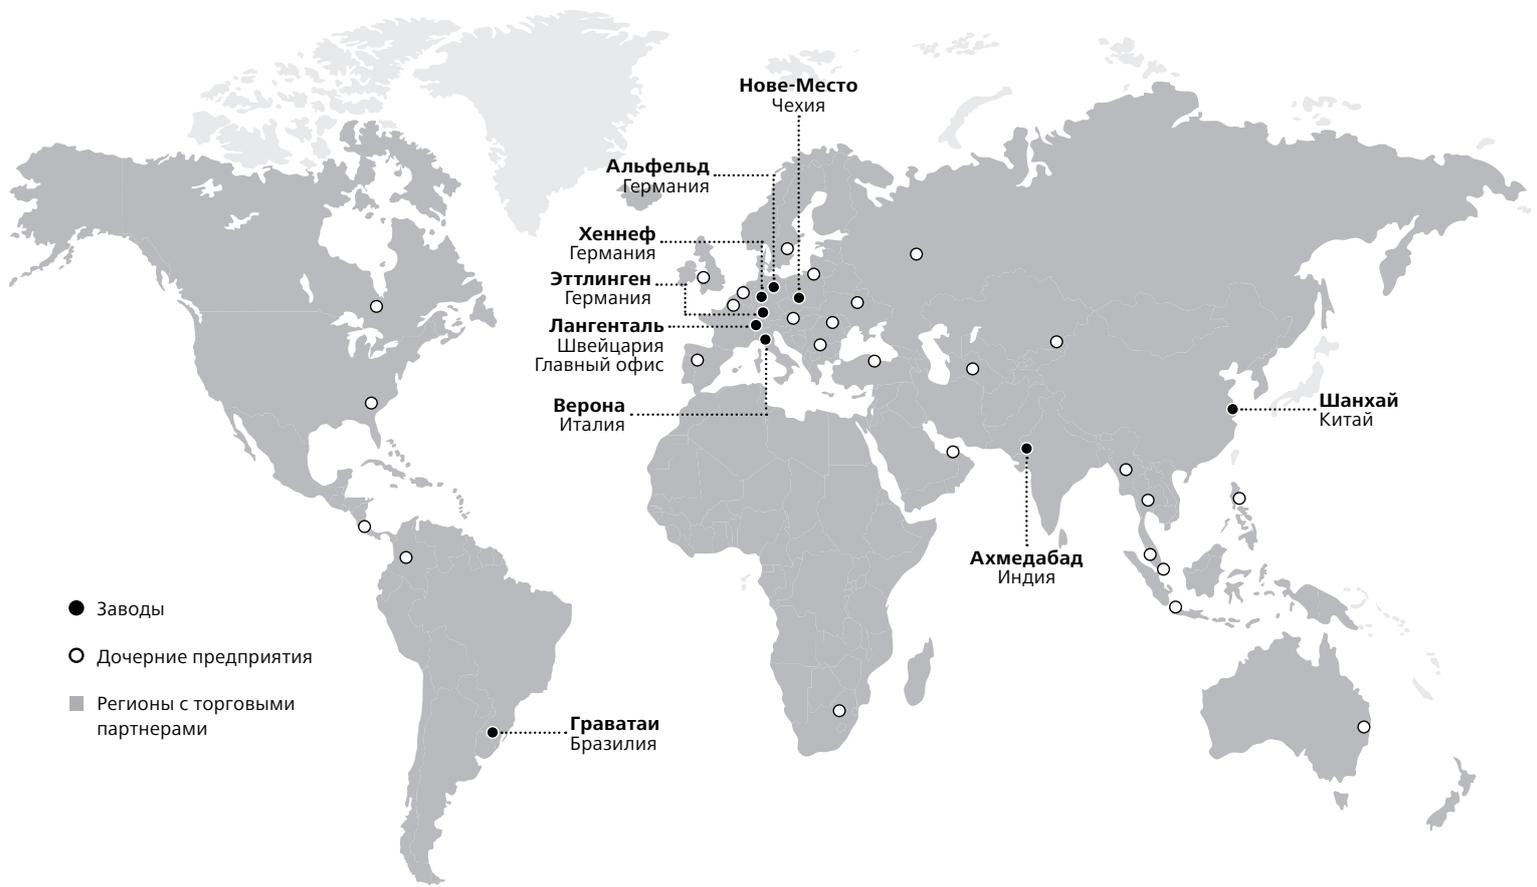 Нове-Место
Чехия
Альфельд
Германия
Хеннеф
Германия
Эттлинген
Германия
Лангенталь
Швейцария
Главный офис
Верона
Италия
Шанхай
Китай
Ахмедабад
Индия
Заводы
Дочерние предприятия
Регионы с торговыми
партнерами
Граватаи
Бразилия